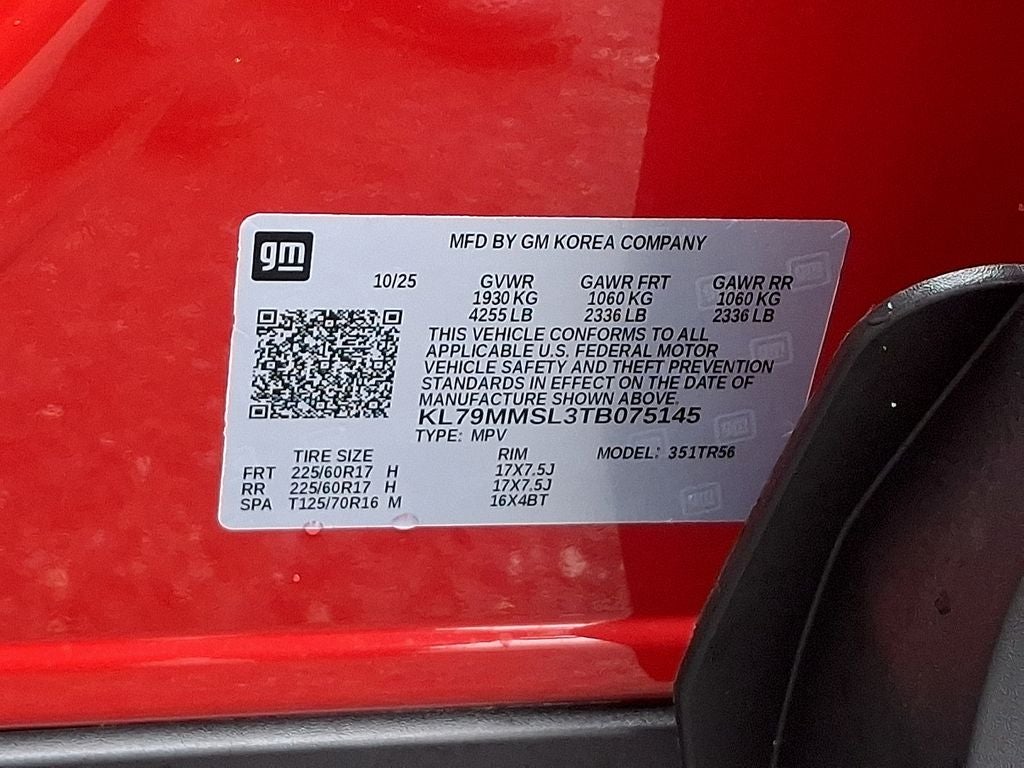 gm
MFD BY GM KOREA COMPANY
10/25 GVWR GAWR FRT GAWR RR
1930 KG 1060 KG 1060 KG
4255 LB 2336 LB 2336 LB
THIS VEHICLE CONFORMS TO ALL
APPLICABLE U.S. FEDERAL MOTOR
VEHICLE SAFETY AND THEFT PREVENTION
STANDARDS IN EFFECT ON THE DATE OF
MANUFACTURE SHOWN ABOVE.
KL79MMSL3TB075145
TYPE: MPV
TIRE SIZE RIM MODEL: 351TR56
FRT 225/60R17 H 17X7.5J
RR 225/60R17 H 17X7.5J
SPA T125/70R16 M 16X4BT